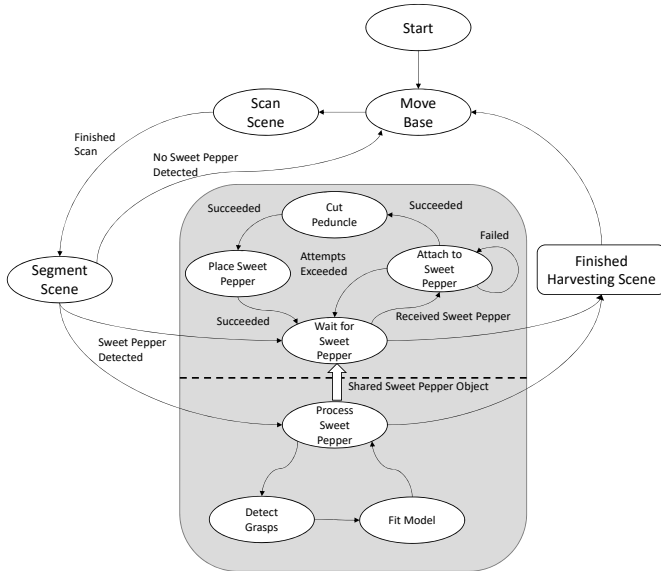 Start
Scan
Scene
Move
Base
Finished
Scan
No Sweet Pepper
Detected
Cut
Peduncle
Succeeded
Succeeded
Failed
Place Sweet
Pepper
Attempts
Exceeded
Attach to
Sweet
Pepper
Segment
Scene
Finished
Harvesting Scene
Succeeded
Wait for
Sweet
Pepper
Received Sweet Pepper
Sweet Pepper
Detected
Shared Sweet Pepper Object
Process
Sweet
Pepper
Detect
Grasps
Fit Model